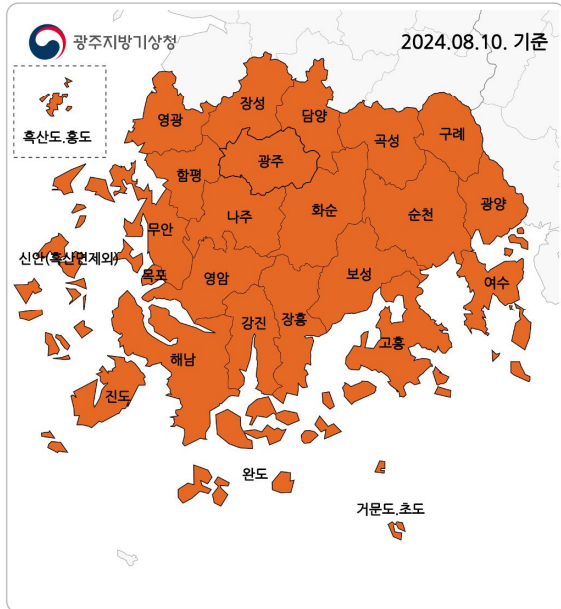 광주지방기상청
2024.08.10. 기준
흑산도.홍도
영광
장성
담양
곡성
구례
함평
광주
광양
무안
나주
화순
순천
신안(흑산면제외)
목포
영암
보성
여수
강진
장흥
고흥
해남
진도
완도
거문도.초도